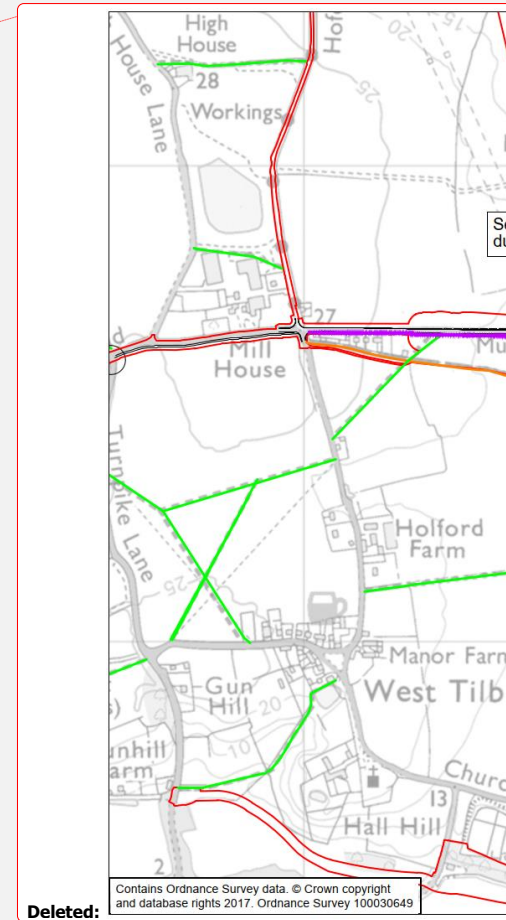 High
House
28
Workings
House Lane
Hof
15
25
27
Se
du
Mill
House
Mu
d
Turnpike Lane
25
Holford
Farm
Manor Farm
West Tilb
Gun
Hill
20
10
s)
unhill
arm
Church
13
Hall Hill
2
Contains Ordnance Survey data. © Crown copyright
and database rights 2017. Ordnance Survey 100030649
Deleted: